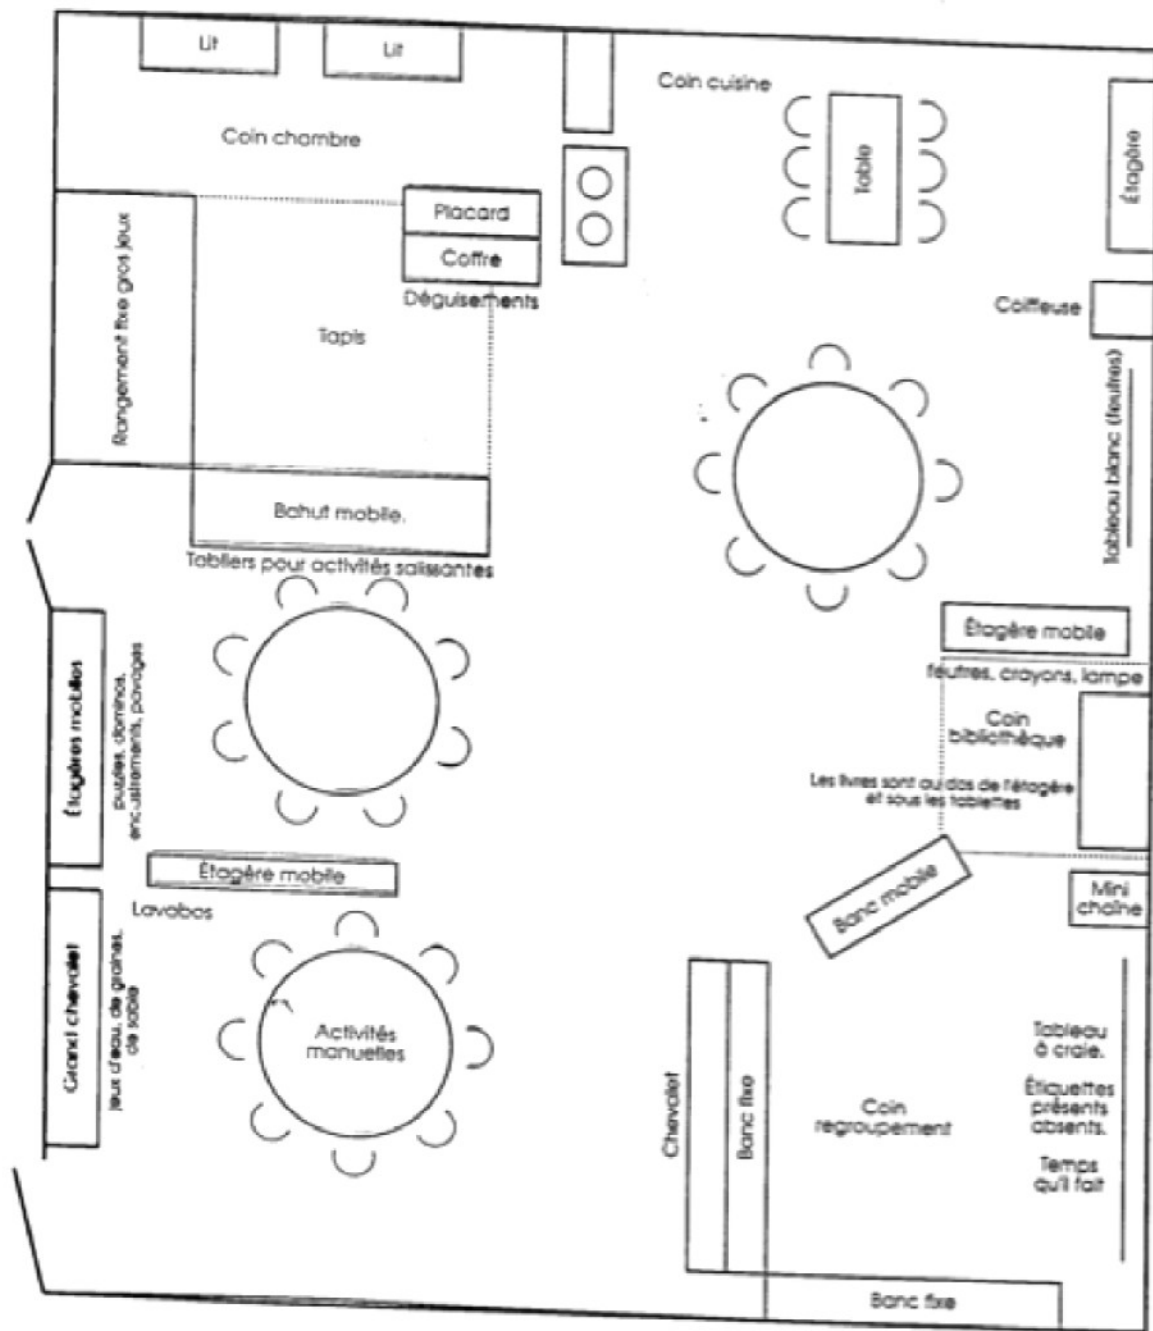 Lit
Lit
Coin chambre
Coin cuisine
Table
Étagère
Placard
Coffre
Déguisements
Rangement fixe gros jeux
Tapis
Coiffeuse
Tableau blanc (feutres)
Bahut mobile.
Tabliers pour activités salissantes
Étagère mobile
feutres, crayons, lampe
Coin
bibliothèque
Les livres sont au dos de l'étagère
et sous les tablettes
Étagères mobiles
puzzles, dominos,
encastrements, pavages
Étagère mobile
Lavabos
Banc mobile
Mini
chaîne
Grand chevalet
jeux d'eau, de graines,
de sable
Activités
manuelles
Chevalet
Banc fixe
Coin
regroupement
Tableau
à craie.
Étiquettes
présents
absents.
Temps
qu'il fait
Banc fixe